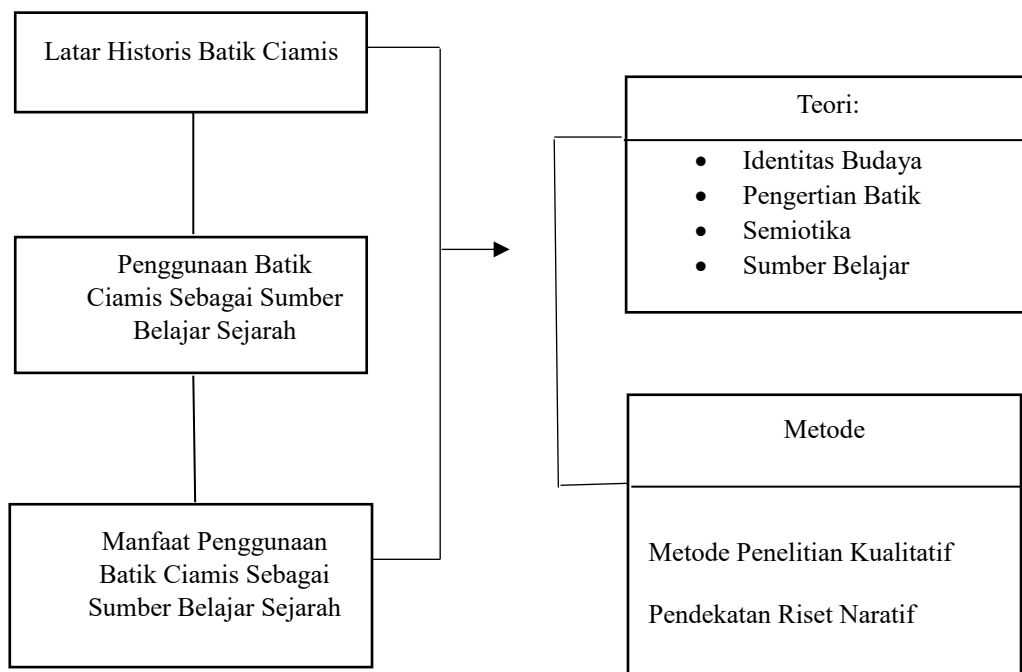 Latar Historis Batik Ciamis
Penggunaan Batik
Ciamis Sebagai Sumber
Belajar Sejarah
Manfaat Penggunaan
Batik Ciamis Sebagai
Sumber Belajar Sejarah
Teori:
• Identitas Budaya
• Pengertian Batik
• Semiotika
• Sumber Belajar
Metode
Metode Penelitian Kualitatif
Pendekatan Riset Naratif